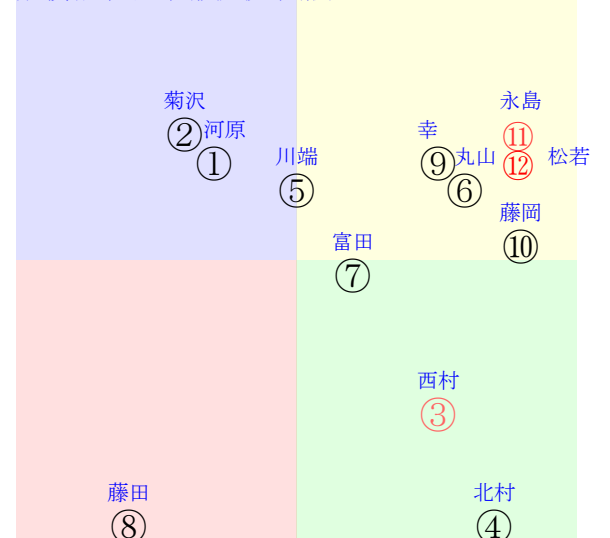 菊沢
永島
② 河原
幸
⑪
①
川端
⑨ 丸山
⑫ 松若
⑤
⑥
藤岡
富田
⑩
⑦
西村
③
藤田
北村
⑧
④